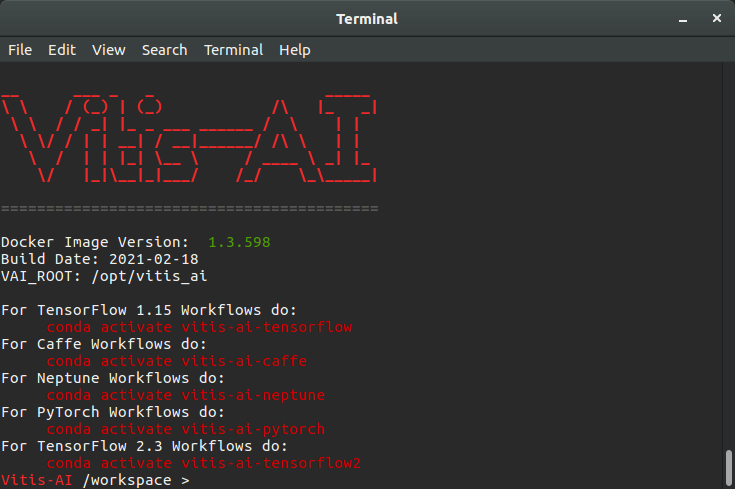 Terminal
File Edit View Search Terminal Help
Vitis-AI
==========================================
Docker Image Version:  1.3.598
Build Date: 2021-02-18
VAI_ROOT: /opt/vitis_ai
For TensorFlow 1.15 Workflows do:
conda activate vitis-ai-tensorflow
For Caffe Workflows do:
conda activate vitis-ai-caffe
For Neptune Workflows do:
conda activate vitis-ai-neptune
For PyTorch Workflows do:
conda activate vitis-ai-pytorch
For TensorFlow 2.3 Workflows do:
conda activate vitis-ai-tensorflow2
Vitis-AI /workspace >